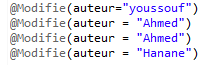 @Modifie(auteur="youssouf")
@Modifie(auteur = "Ahmed")
@Modifie(auteur = "Ahmed")
@Modifie(auteur = "Hanane")